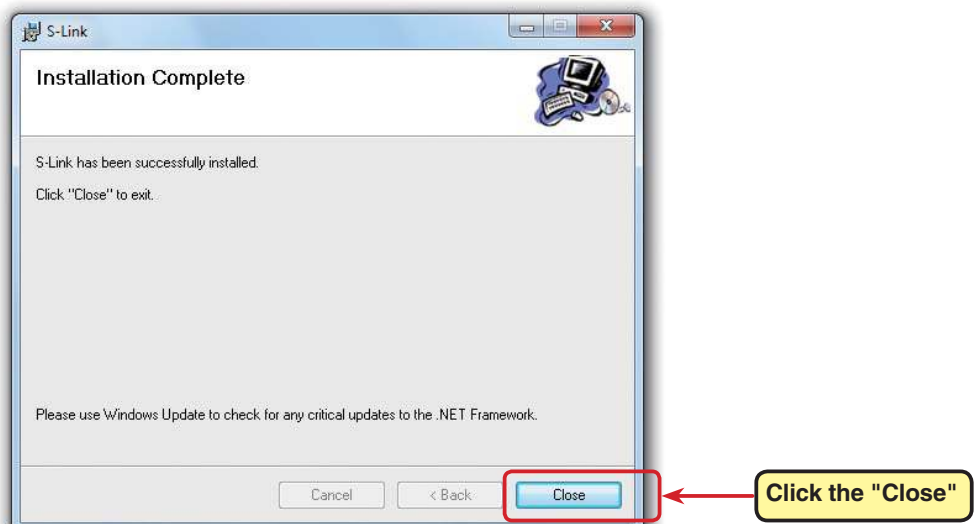 S-Link
Installation Complete
S-Link has been successfully installed.
Click "Close" to exit.
Please use Windows Update to check for any critical updates to the .NET Framework.
Cancel
< Back
Close
Click the "Close"